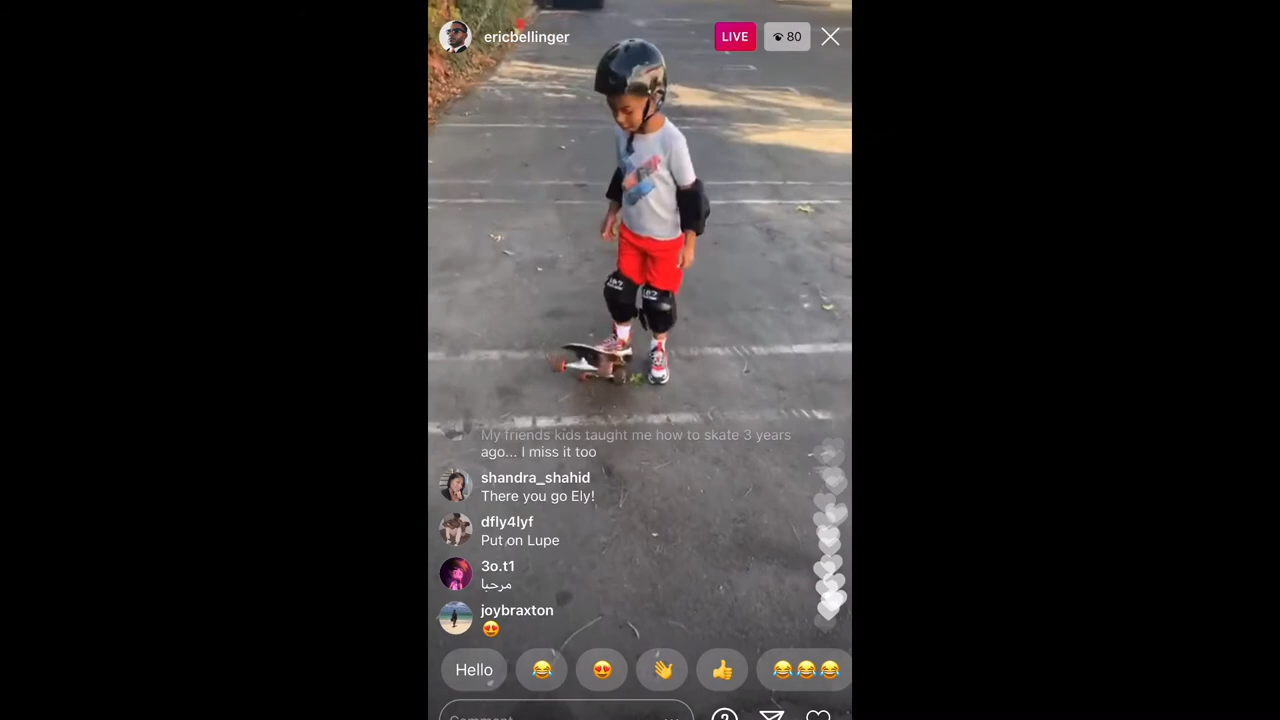 ericbellinger
LIVE
80
My friends kids taught me how to skate 3 years
ago... I miss it too
shandra_shahid
There you go Ely!
dfly4lyf
Put on Lupe
3o.t1
مرحبا
joybraxton
😍
Hello 😂 😍 👋 👍 😂😂😂
Comment